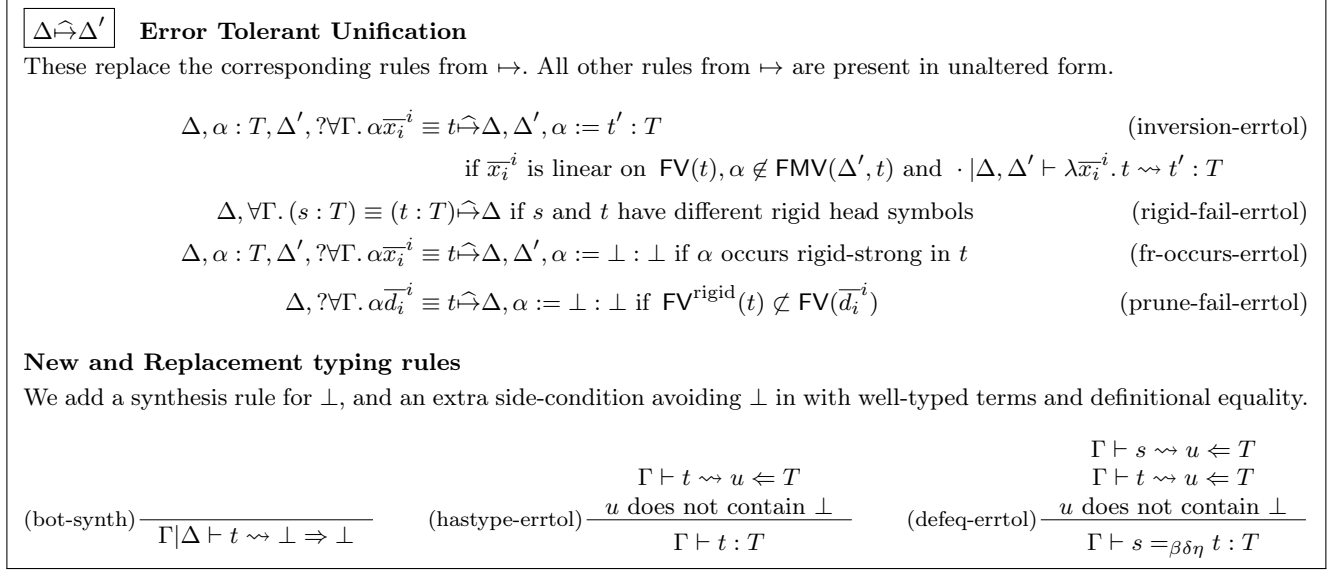 Δ⤳̂Δ′ Error Tolerant Unification
These replace the corresponding rules from ↦. All other rules from ↦ are present in unaltered form.
Δ, α : T, Δ′, ?∀Γ. αx̅ᵢⁱ ≡ t ↦̂ Δ, Δ′, α := t′ : T (inversion-errtol)
if x̅ᵢⁱ is linear on FV(t), α ∉ FMV(Δ′, t) and · |Δ, Δ′ ⊢ λx̅ᵢⁱ. t ⇝ t′ : T
Δ, ∀Γ. (s : T) ≡ (t : T) ↦̂ Δ if s and t have different rigid head symbols (rigid-fail-errtol)
Δ, α : T, Δ′, ?∀Γ. αx̅ᵢⁱ ≡ t ↦̂ Δ, Δ′, α := ⊥ : ⊥ if α occurs rigid-strong in t (fr-occurs-errtol)
Δ, ?∀Γ. αd̅ᵢⁱ ≡ t ↦̂ Δ, α := ⊥ : ⊥ if FVʳⁱᵍⁱᵈ(t) ⊄ FV(d̅ᵢⁱ) (prune-fail-errtol)
New and Replacement typing rules
We add a synthesis rule for ⊥, and an extra side-condition avoiding ⊥ in with well-typed terms and definitional equality.
(bot-synth) Γ|Δ ⊢ t ⇝ ⊥ ⇒ ⊥
Γ ⊢ t ⇝ u ⇐ T
u does not contain ⊥
(hastype-errtol) Γ ⊢ t : T
Γ ⊢ s ⇝ u ⇐ T
Γ ⊢ t ⇝ u ⇐ T
u does not contain ⊥
(defeq-errtol) Γ ⊢ s =βδη t : T